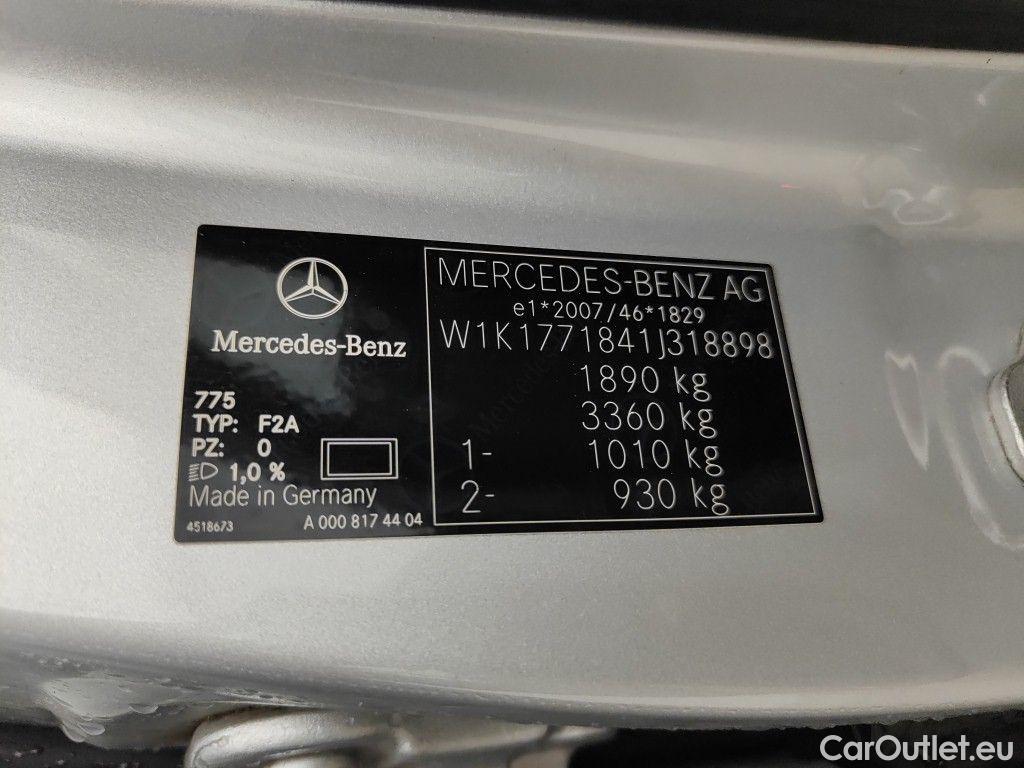 Mercedes-Benz
775
TYP: F2A
PZ: 0
1,0 %
Made in Germany
4518673 A 000 817 44 04
MERCEDES-BENZ AG
e1*2007/46*1829
W1K1771841J318898
1890 kg
3360 kg
1- 1010 kg
2- 930 kg
CarOutlet.eu